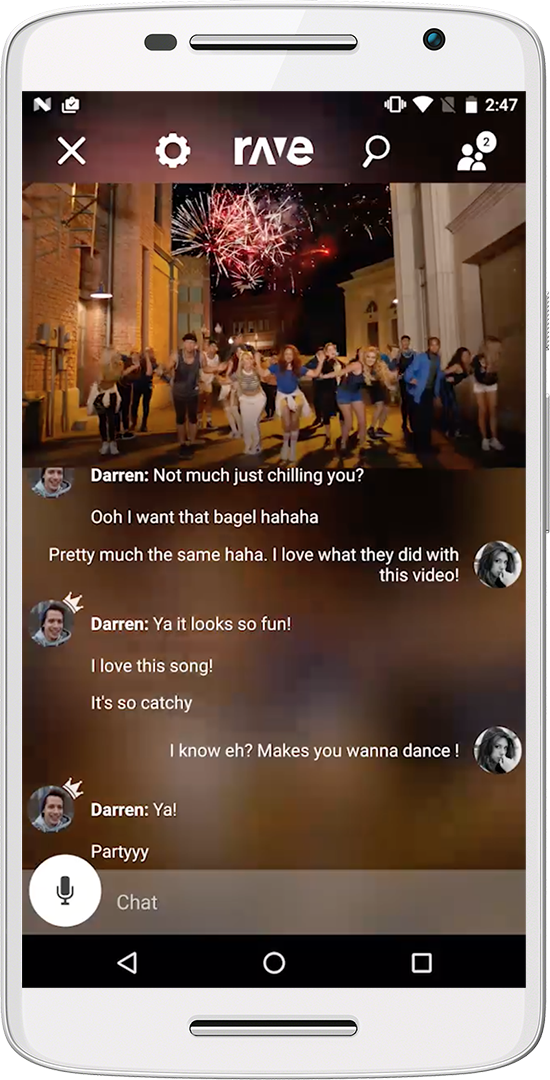 2:47
rave
2
Darren: Not much just chilling you?
Ooh I want that bagel hahaha
Pretty much the same haha. I love what they did with
this video!
Darren: Ya it looks so fun!
I love this song!
It's so catchy
I know eh? Makes you wanna dance !
Darren: Ya!
Partyyy
Chat